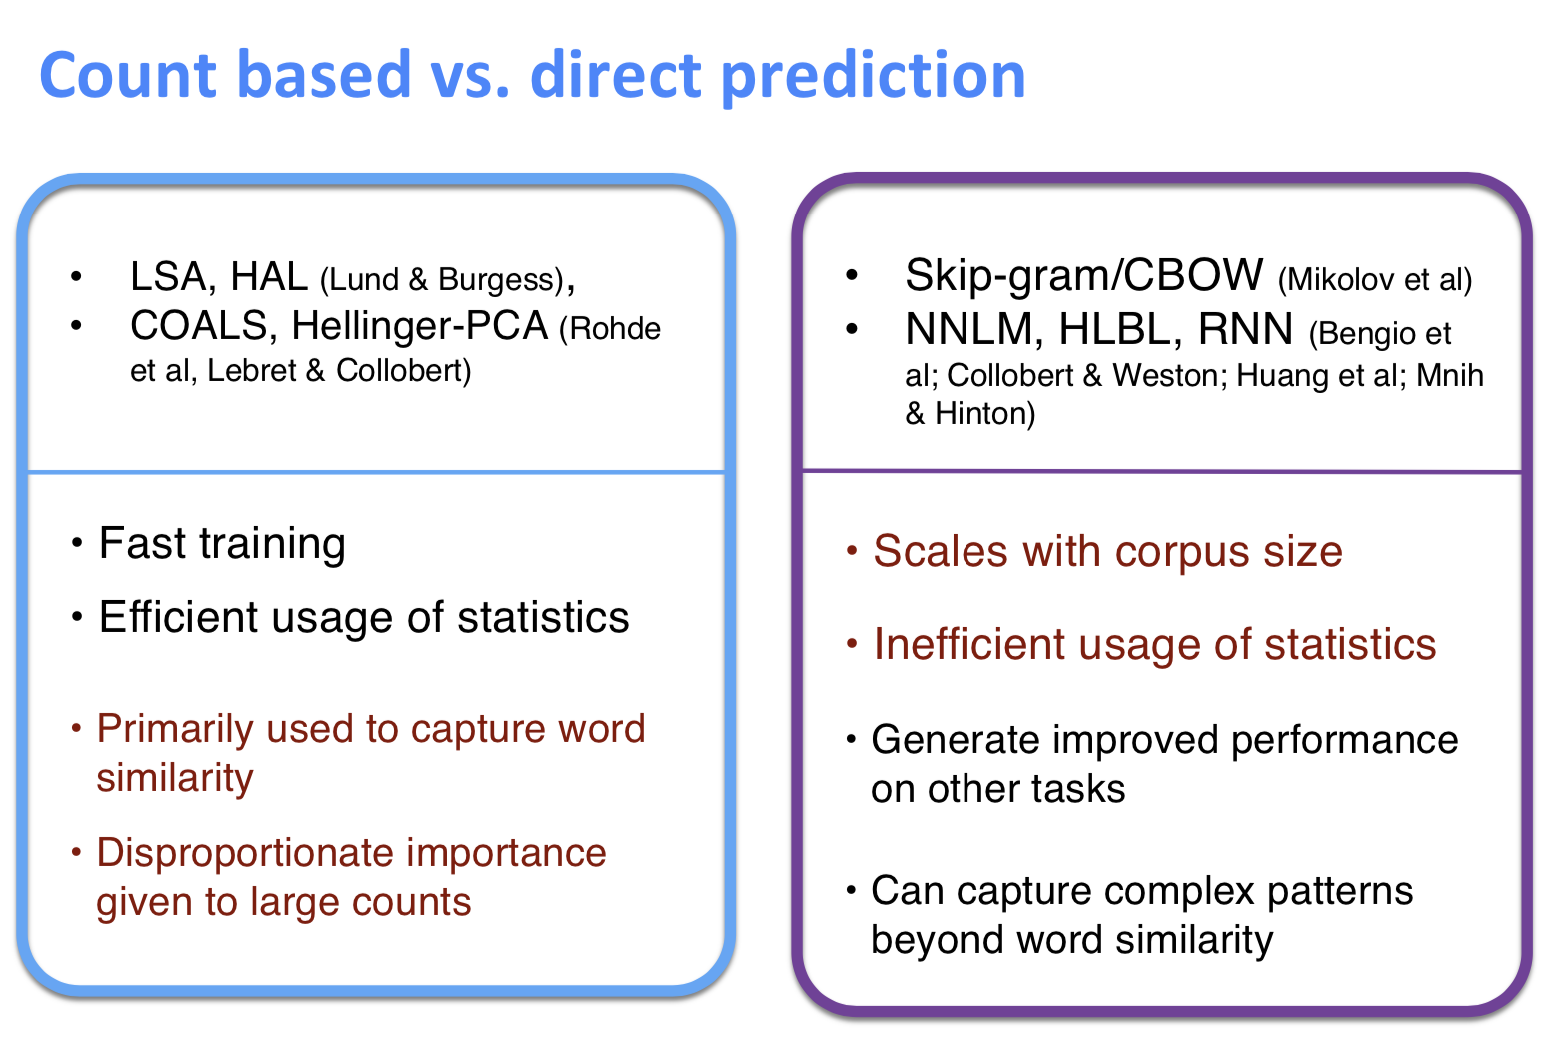 Count based vs. direct prediction
• LSA, HAL (Lund & Burgess),
• COALS, Hellinger-PCA (Rohde
et al, Lebret & Collobert)
• Fast training
• Efficient usage of statistics
• Primarily used to capture word
similarity
• Disproportionate importance
given to large counts
• Skip-gram/CBOW (Mikolov et al)
• NNLM, HLBL, RNN (Bengio et
al; Collobert & Weston; Huang et al; Mnih
& Hinton)
• Scales with corpus size
• Inefficient usage of statistics
• Generate improved performance
on other tasks
• Can capture complex patterns
beyond word similarity